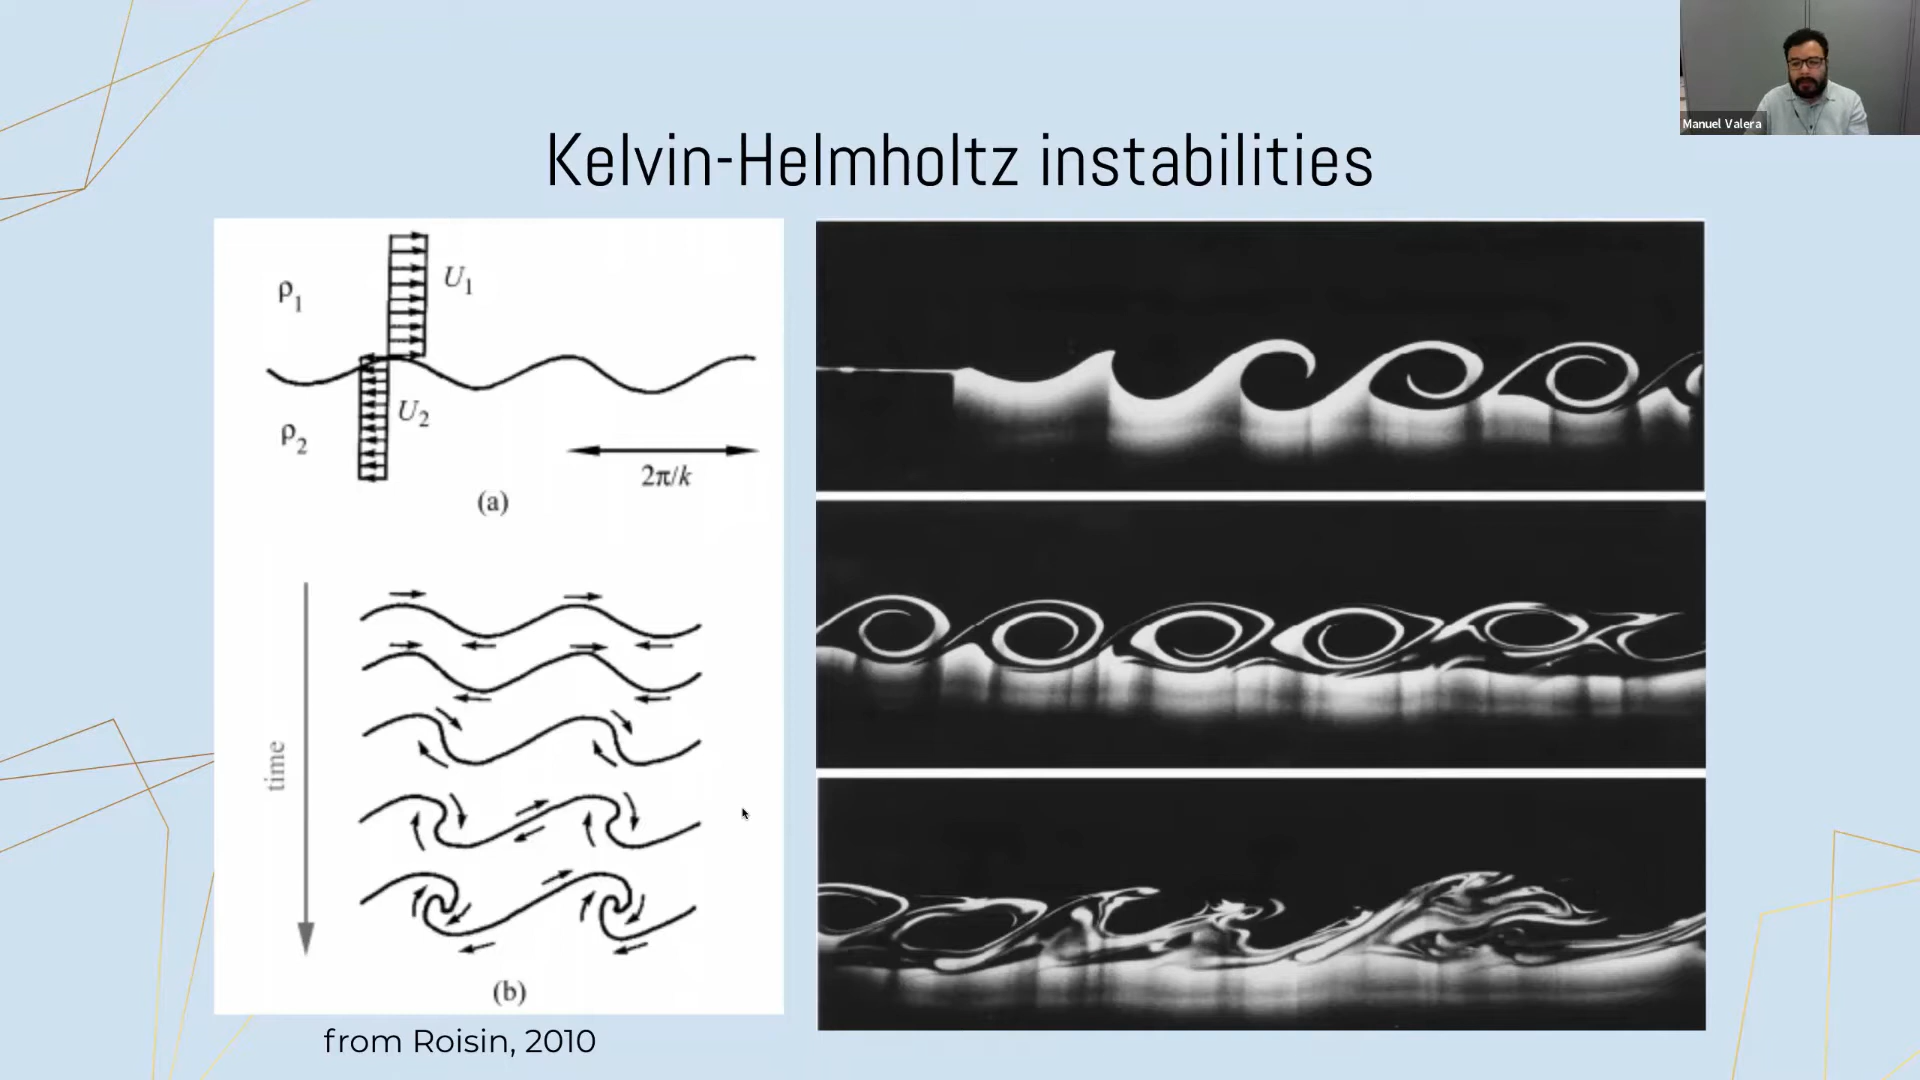 Manuel Valera
Kelvin-Helmholtz instabilities
ρ1
U1
ρ2
U2
2π/k
(a)
time
(b)
from Roisin, 2010